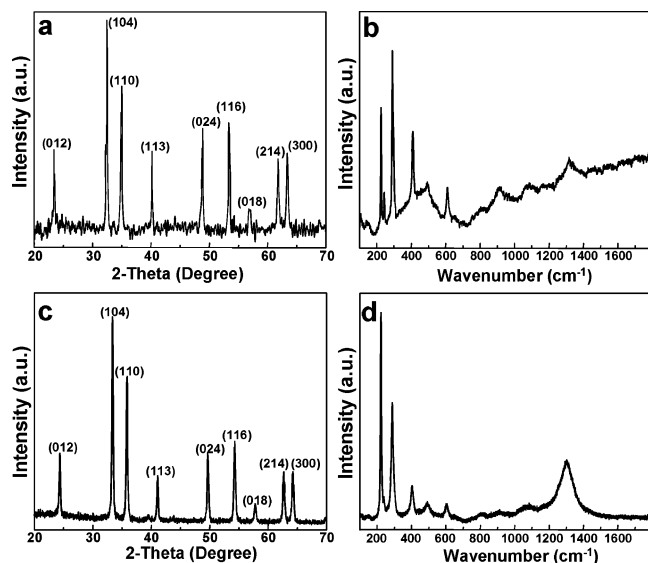 a
(104)
(110)
(116)
(024)
(012)
(113)
(214) (300)
(018)
20 30 40 50 60 70
2-Theta (Degree)
Intensity (a.u.)
b
200 400 600 800 1000 1200 1400 1600
Wavenumber (cm⁻¹)
Intensity (a.u.)
c
(104)
(110)
(116)
(012)
(024)
(113)
(214) (300)
(018)
20 30 40 50 60 70
2-Theta (Degree)
Intensity (a.u.)
d
200 400 600 800 1000 1200 1400 1600
Wavenumber (cm⁻¹)
Intensity (a.u.)